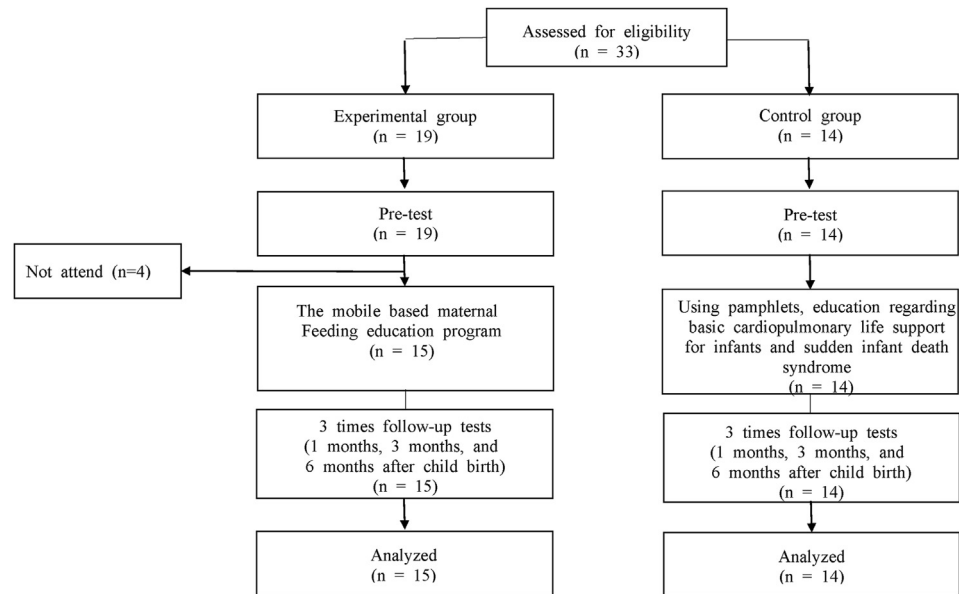 Assessed for eligibility
(n = 33)
Experimental group
(n = 19)
Control group
(n = 14)
Pre-test
(n = 19)
Pre-test
(n = 14)
Not attend (n=4)
The mobile based maternal
Feeding education program
(n = 15)
Using pamphlets, education regarding
basic cardiopulmonary life support
for infants and sudden infant death
syndrome
(n = 14)
3 times follow-up tests
(1 months, 3 months, and
6 months after child birth)
(n = 15)
3 times follow-up tests
(1 months, 3 months, and
6 months after child birth)
(n = 14)
Analyzed
(n = 15)
Analyzed
(n = 14)